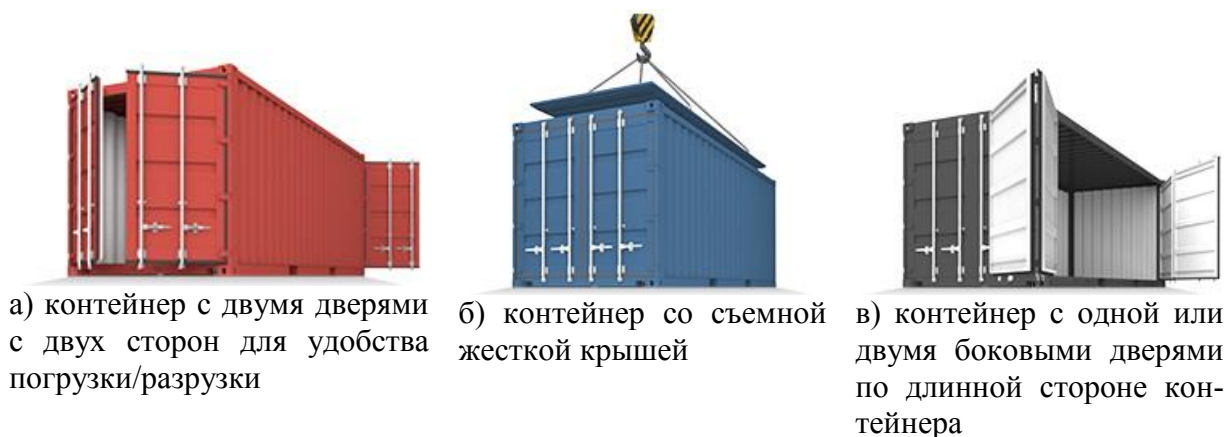 а) контейнер с двумя дверями
с двух сторон для удобства
погрузки/разрузки
б) контейнер со съемной
жесткой крышей
в) контейнер с одной или
двумя боковыми дверями
по длинной стороне кон-
тейнера